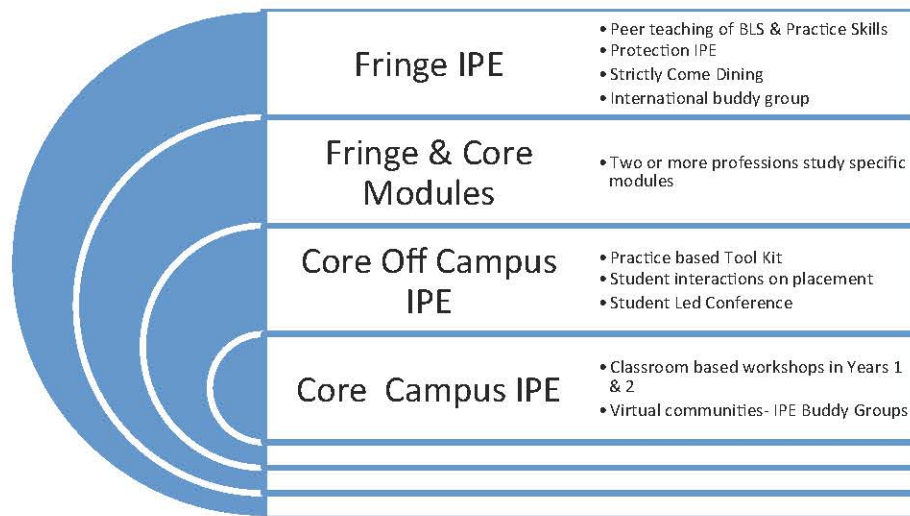 Fringe IPE
• Peer teaching of BLS & Practice Skills
• Protection IPE
• Strictly Come Dining
• International buddy group
Fringe & Core
Modules
• Two or more professions study specific
modules
Core Off Campus
IPE
• Practice based Tool Kit
• Student interactions on placement
• Student Led Conference
Core  Campus IPE
• Classroom based workshops in Years 1
& 2
• Virtual communities- IPE Buddy Groups